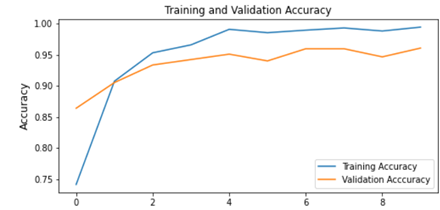 Training and Validation Accuracy
1.00
0.95
0.90
0.85
0.80
0.75
Accuracy
Training Accuracy
Validation Acccuracy
0 2 4 6 8